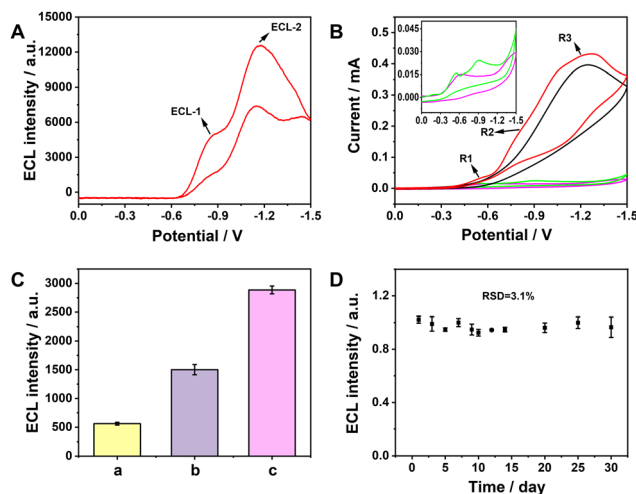 A
ECL intensity / a.u.
15000
12000
9000
6000
3000
0
ECL-2
ECL-1
0.0 -0.3 -0.6 -0.9 -1.2 -1.5
Potential / V
B
Current / mA
0.5
0.4
0.3
0.2
0.1
0.0
0.045
0.030
0.015
0.000
0.0 -0.3 -0.6 -0.9 -1.2 -1.5
R3
R2
R1
0.0 -0.3 -0.6 -0.9 -1.2 -1.5
Potential / V
C
ECL intensity / a.u.
3000
2500
2000
1500
1000
500
0
a b c
D
ECL intensity / a.u.
1.2
0.9
0.6
0.3
0.0
RSD=3.1%
0 5 10 15 20 25 30
Time / day